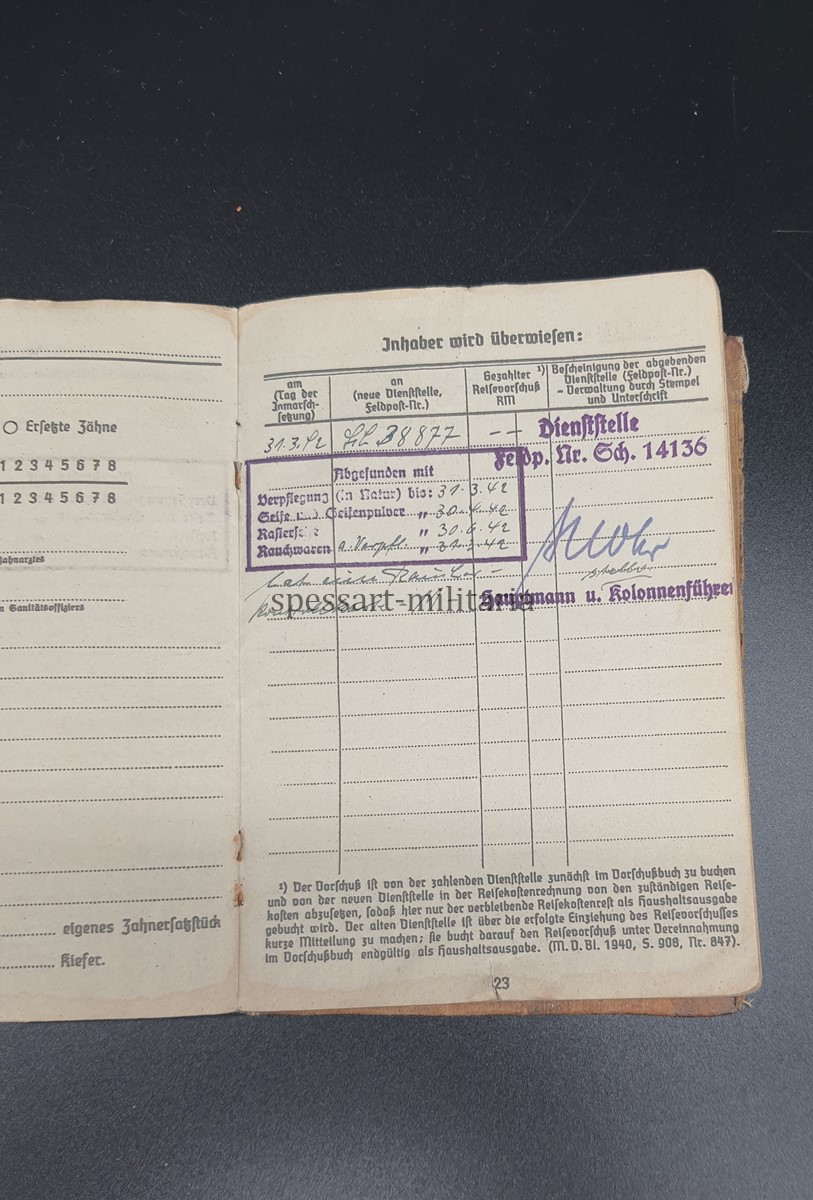 O Ersetzte Zähne
1 2 3 4 5 6 7 8
1 2 3 4 5 6 7 8
Zahnarztes
n Sanitätsoffiziers
eigenes Zahnersatzstück
Kiefer.
Inhaber wird überwiesen:
am (Tag der Inmarsch-setzung)
an (neue Dienststelle, Feldpost-Nr.)
Gezahlter Reisevorschuß ¹) RM
Bescheinigung der abgebenden Dienststelle (Feldpost-Nr.) – Verwaltung durch Stempel und Unterschrift
31.3.42 38877 – –
Dienststelle
Feldp. Nr. Sch. 14136
Abgefunden mit
Verpflegung (in Natur) bis: 31.3.42
Seife und Seifenpulver „ 30.4.42
Rasierseife „ 30.6.42
Rauchwaren a. Verpfl. „ 31.3.42
Hauptmann u. Kolonnenführer
spessart-militaria
¹) Der Vorschuß ist von der zahlenden Dienststelle zunächst im Vorschußbuch zu buchen
und von der neuen Dienststelle in der Reisekostenrechnung von den zuständigen Reise-
kosten abzusetzen, sodaß hier nur der verbleibende Reisekostenrest als Haushaltsausgabe
gebucht wird. Der alten Dienststelle ist über die erfolgte Einziehung des Reisevorschusses
kurze Mitteilung zu machen; sie bucht darauf den Reisevorschuß unter Vereinnahmung
im Vorschußbuch endgültig als Haushaltsausgabe. (M. D. Bl. 1940, S. 908, Nr. 847).
23